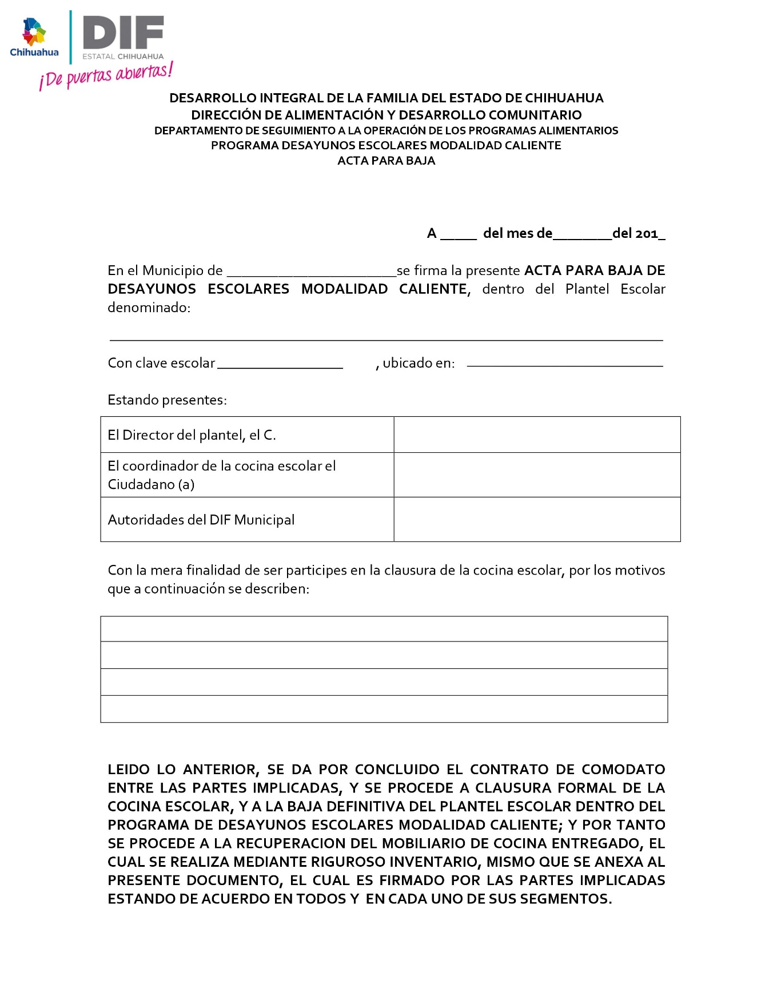 Chihuahua
DIF
ESTATAL CHIHUAHUA
¡De puertas abiertas!
DESARROLLO INTEGRAL DE LA FAMILIA DEL ESTADO DE CHIHUAHUA
DIRECCIÓN DE ALIMENTACIÓN Y DESARROLLO COMUNITARIO
DEPARTAMENTO DE SEGUIMIENTO A LA OPERACIÓN DE LOS PROGRAMAS ALIMENTARIOS
PROGRAMA DESAYUNOS ESCOLARES MODALIDAD CALIENTE
ACTA PARA BAJA
A _____ del mes de________del 201_
En el Municipio de _______________________se firma la presente ACTA PARA BAJA DE
DESAYUNOS ESCOLARES MODALIDAD CALIENTE, dentro del Plantel Escolar
denominado:
Con clave escolar _________________ , ubicado en:
Estando presentes:
El Director del plantel, el C.
El coordinador de la cocina escolar el
Ciudadano (a)
Autoridades del DIF Municipal
Con la mera finalidad de ser participes en la clausura de la cocina escolar, por los motivos
que a continuación se describen:
LEIDO LO ANTERIOR, SE DA POR CONCLUIDO EL CONTRATO DE COMODATO
ENTRE LAS PARTES IMPLICADAS, Y SE PROCEDE A CLAUSURA FORMAL DE LA
COCINA ESCOLAR, Y A LA BAJA DEFINITIVA DEL PLANTEL ESCOLAR DENTRO DEL
PROGRAMA DE DESAYUNOS ESCOLARES MODALIDAD CALIENTE; Y POR TANTO
SE PROCEDE A LA RECUPERACION DEL MOBILIARIO DE COCINA ENTREGADO, EL
CUAL SE REALIZA MEDIANTE RIGUROSO INVENTARIO, MISMO QUE SE ANEXA AL
PRESENTE DOCUMENTO, EL CUAL ES FIRMADO POR LAS PARTES IMPLICADAS
ESTANDO DE ACUERDO EN TODOS Y EN CADA UNO DE SUS SEGMENTOS.